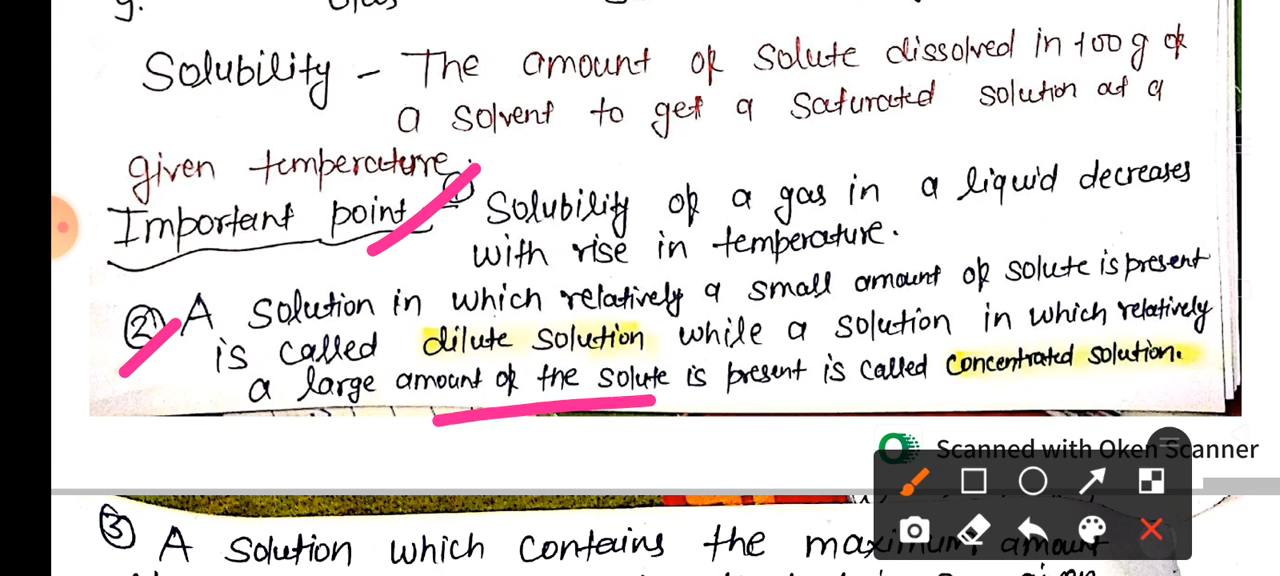 Solubility - The amount of solute dissolved in 100 g of
a solvent to get a saturated solution at a
given temperature.
Important point ① Solubility of a gas in a liquid decreases
with rise in temperature.
② A solution in which relatively a small amount of solute is present
is called dilute solution while a solution in which relatively
a large amount of the solute is present is called concentrated solution.
Scanned with Oken Scanner
③ A solution which contains the maximum amount